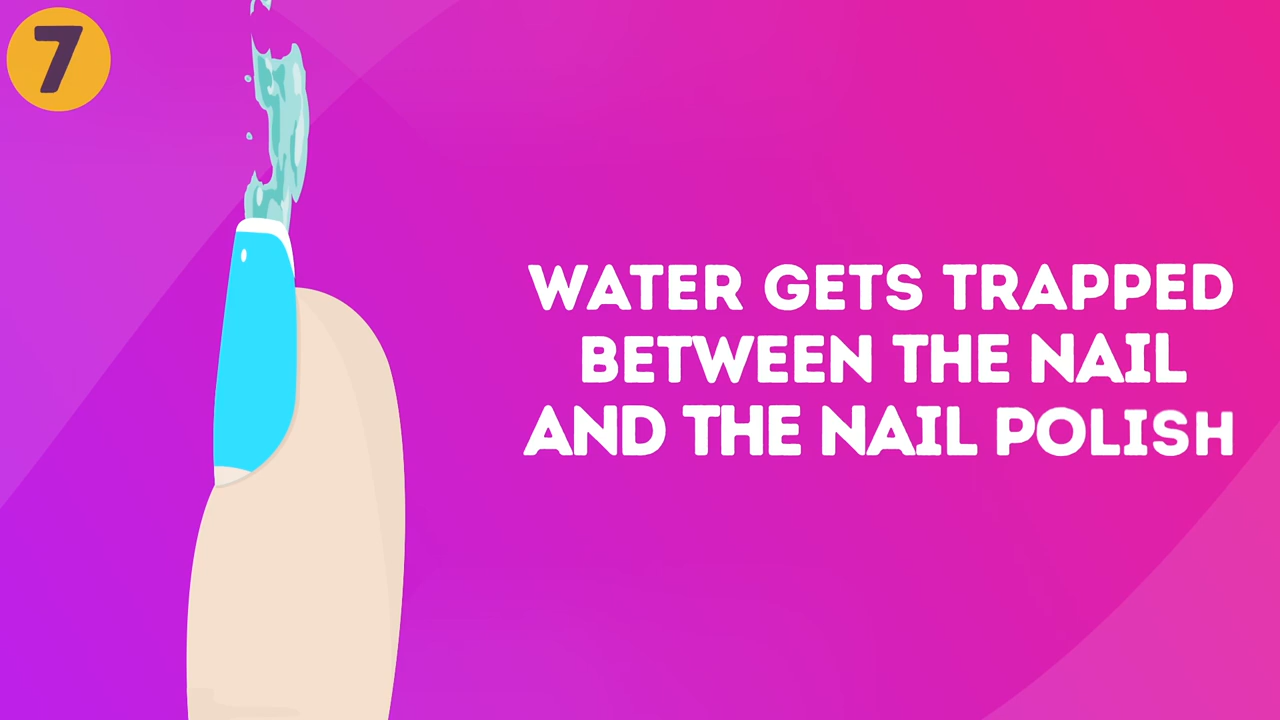 7
WATER GETS TRAPPED
BETWEEN THE NAIL
AND THE NAIL POLISH